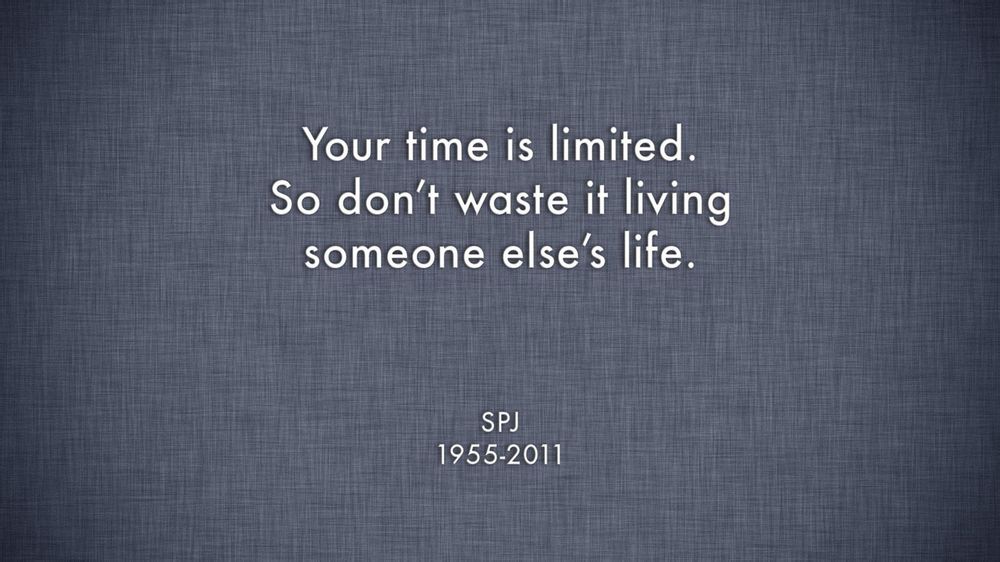 Your time is limited.
So don’t waste it living
someone else’s life.
SPJ
1955-2011